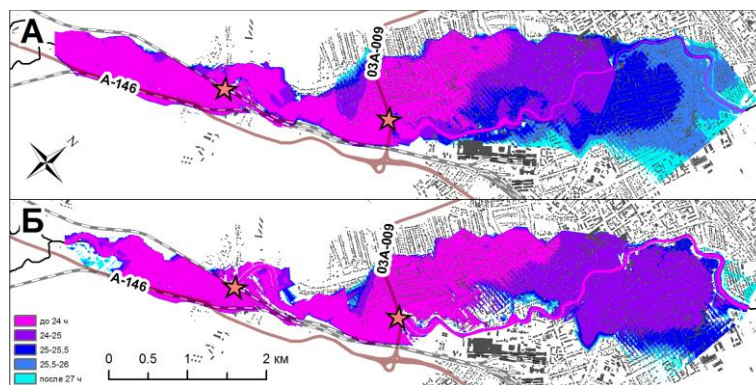 А
А-146
03А-009
N
Б
А-146
03А-009
до 24 ч
24-25
25-25,5
25,5-26
после 27 ч
0 0.5 1 2 км